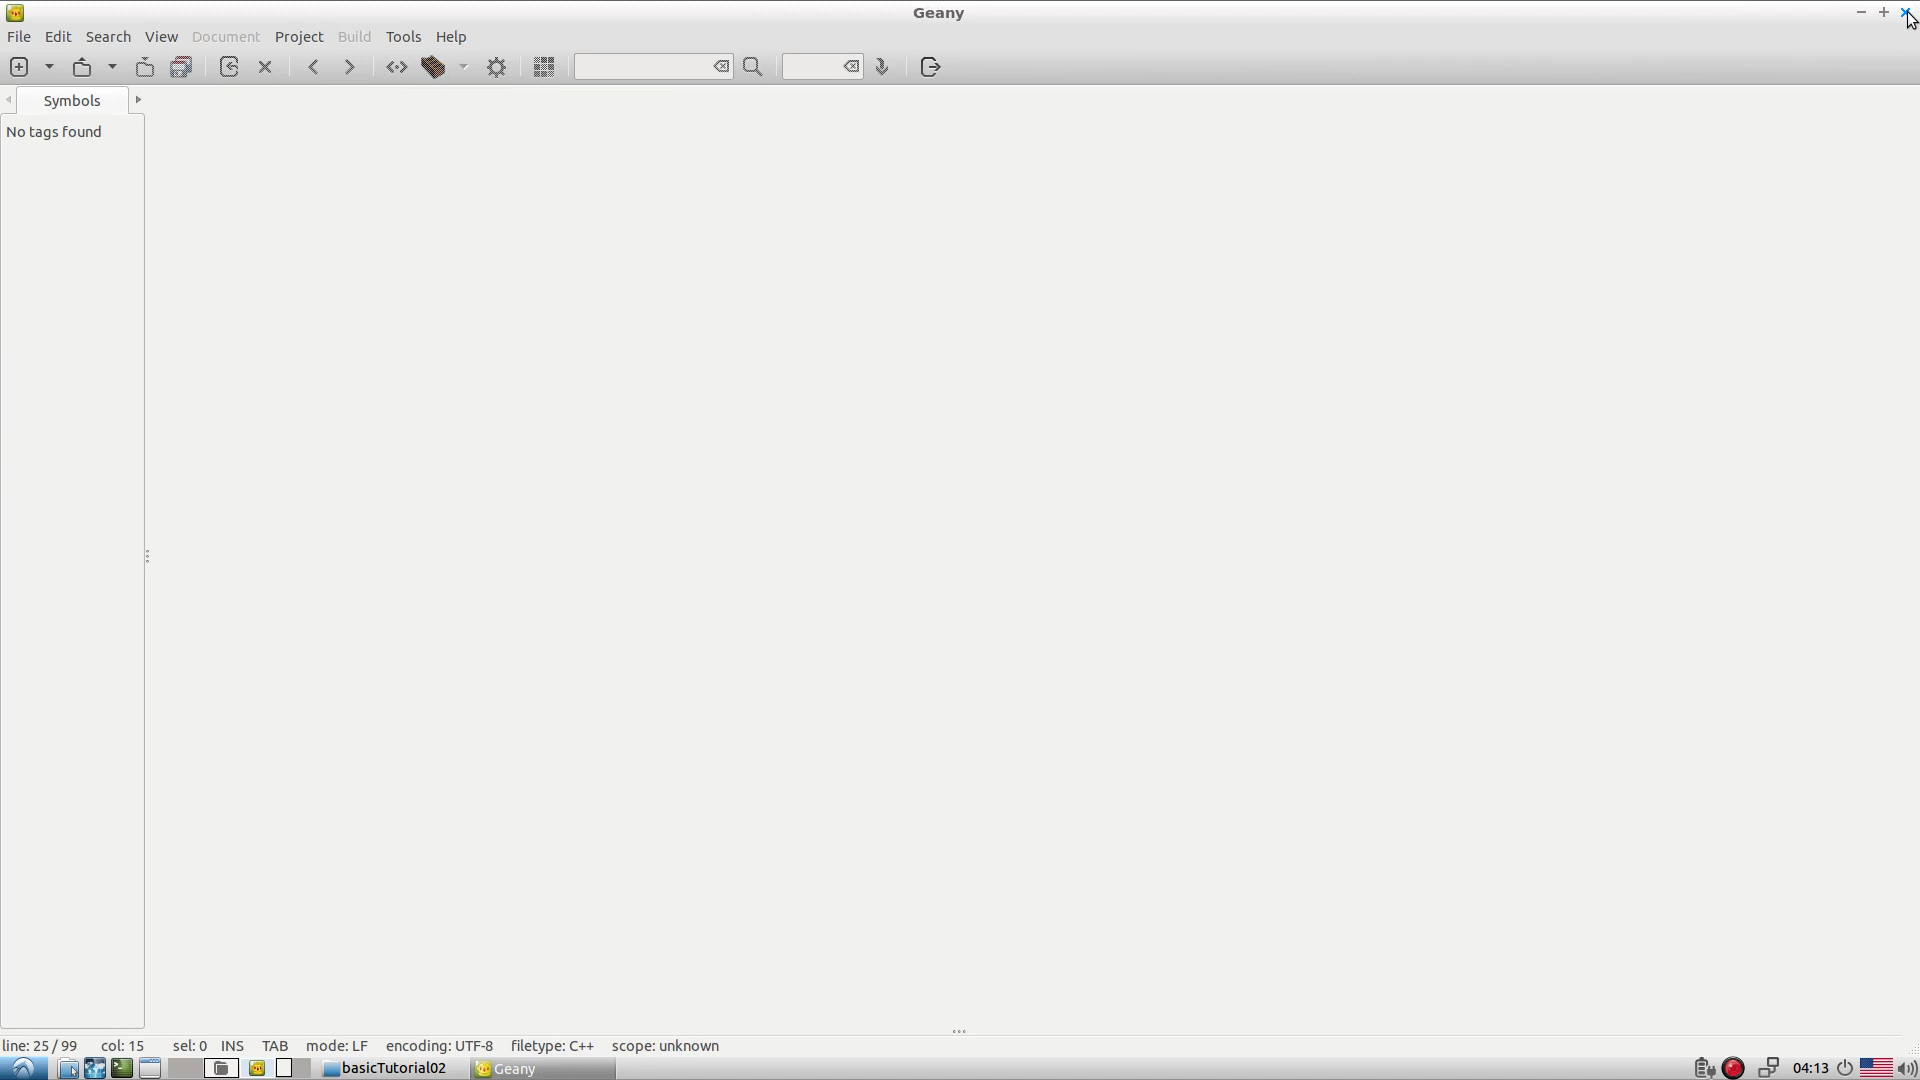 Geany
File Edit Search View Document Project Build Tools Help
Symbols
No tags found
line: 25 / 99 col: 15 sel: 0 INS TAB mode: LF encoding: UTF-8 filetype: C++ scope: unknown
basicTutorial02 Geany 04:13